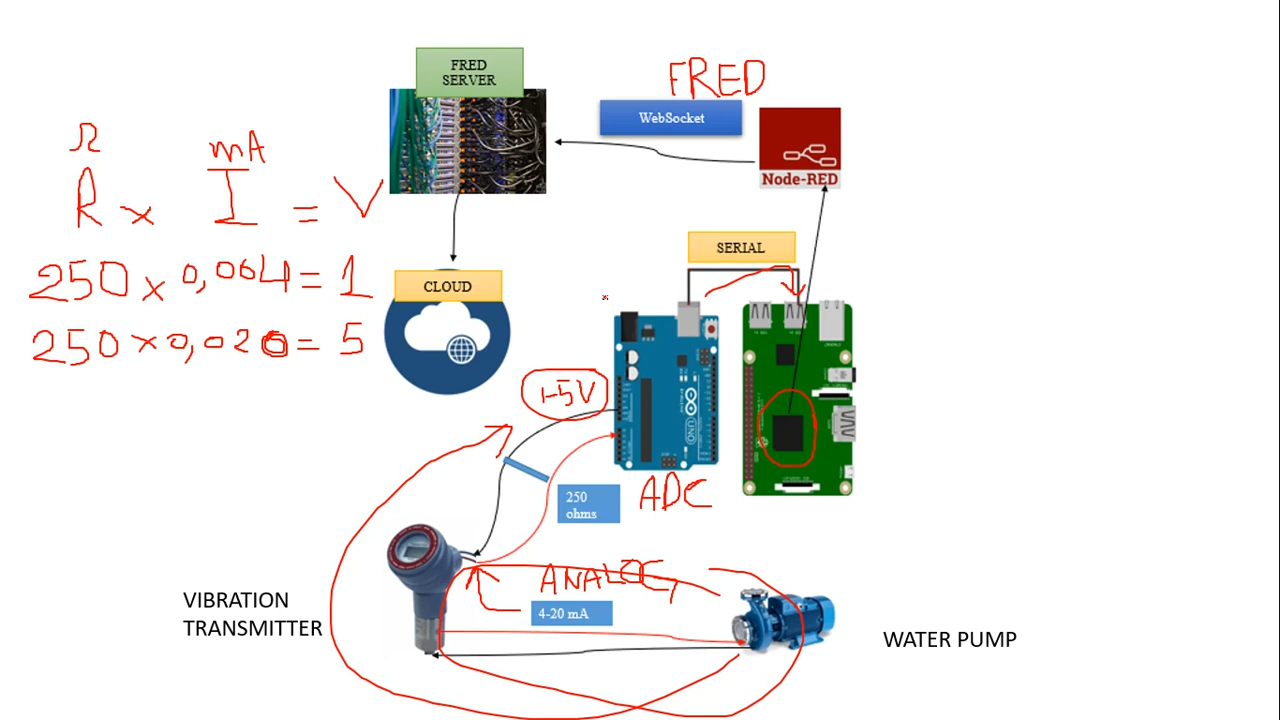 FRED
SERVER
FRED
WebSocket
Node-RED
Ω
mA
R x I = V
250 x 0,004 = 1
250 x 0,020 = 5
CLOUD
SERIAL
1-5V
UNO
250
ohms
ADC
ANALOG
4-20 mA
VIBRATION
TRANSMITTER
WATER PUMP